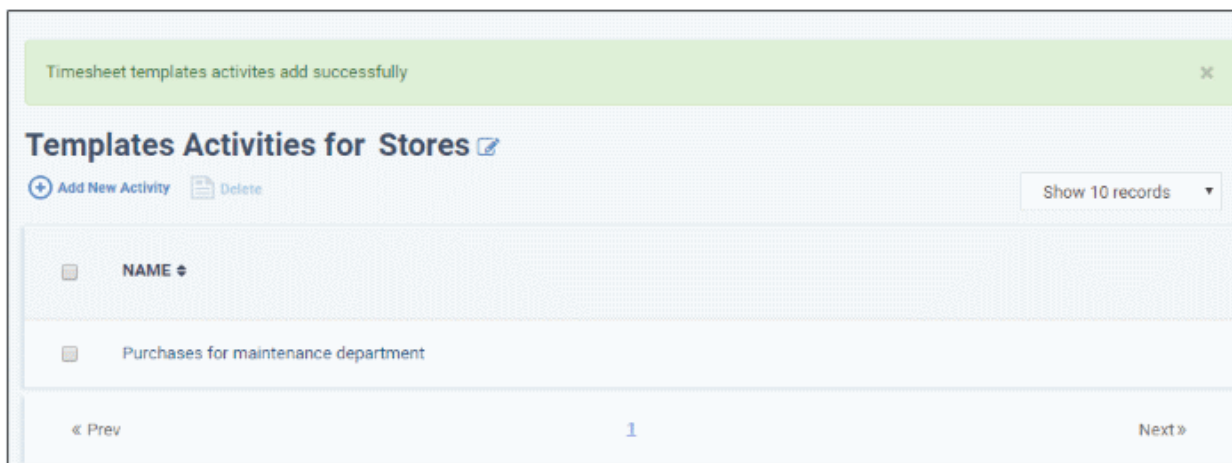 Timesheet templates activites add successfully ×
Templates Activities for Stores
Add New Activity Delete Show 10 records
NAME
Purchases for maintenance department
« Prev 1 Next »